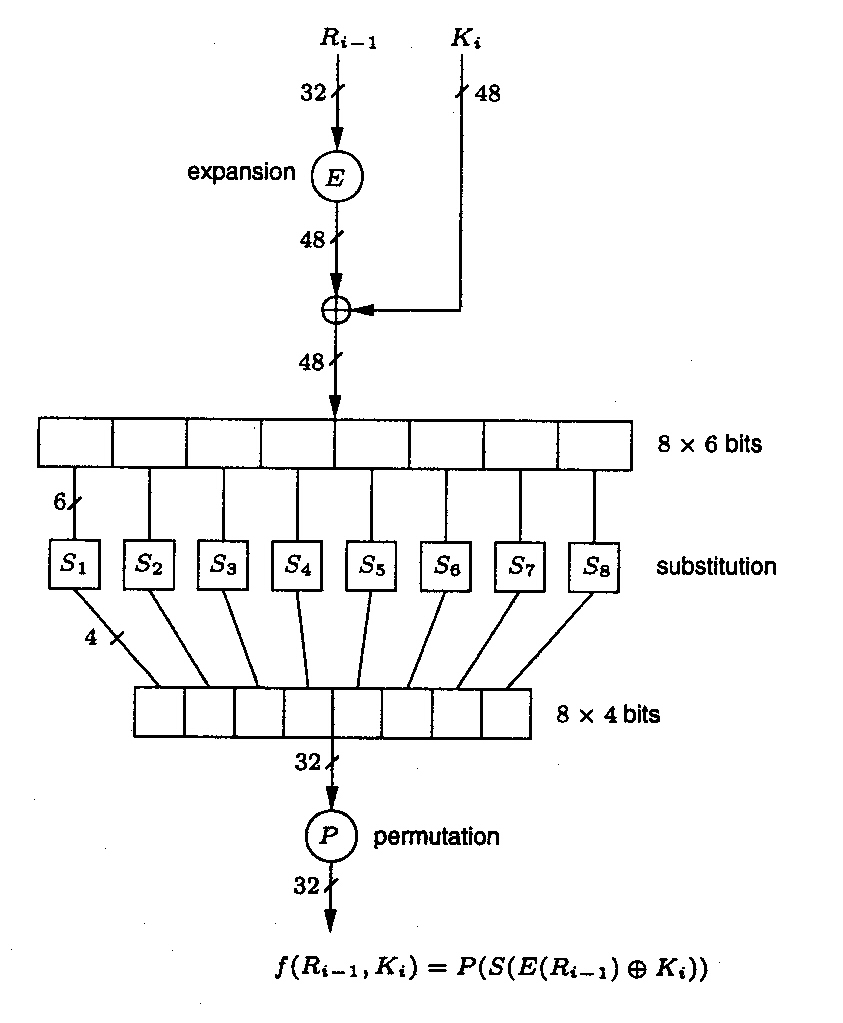 R_{i−1} K_i
32 48
expansion E
48
⊕
48
8 × 6 bits
6
S_1 S_2 S_3 S_4 S_5 S_6 S_7 S_8 substitution
4
8 × 4 bits
32
P permutation
32
f(R_{i−1}, K_i) = P(S(E(R_{i−1}) ⊕ K_i))